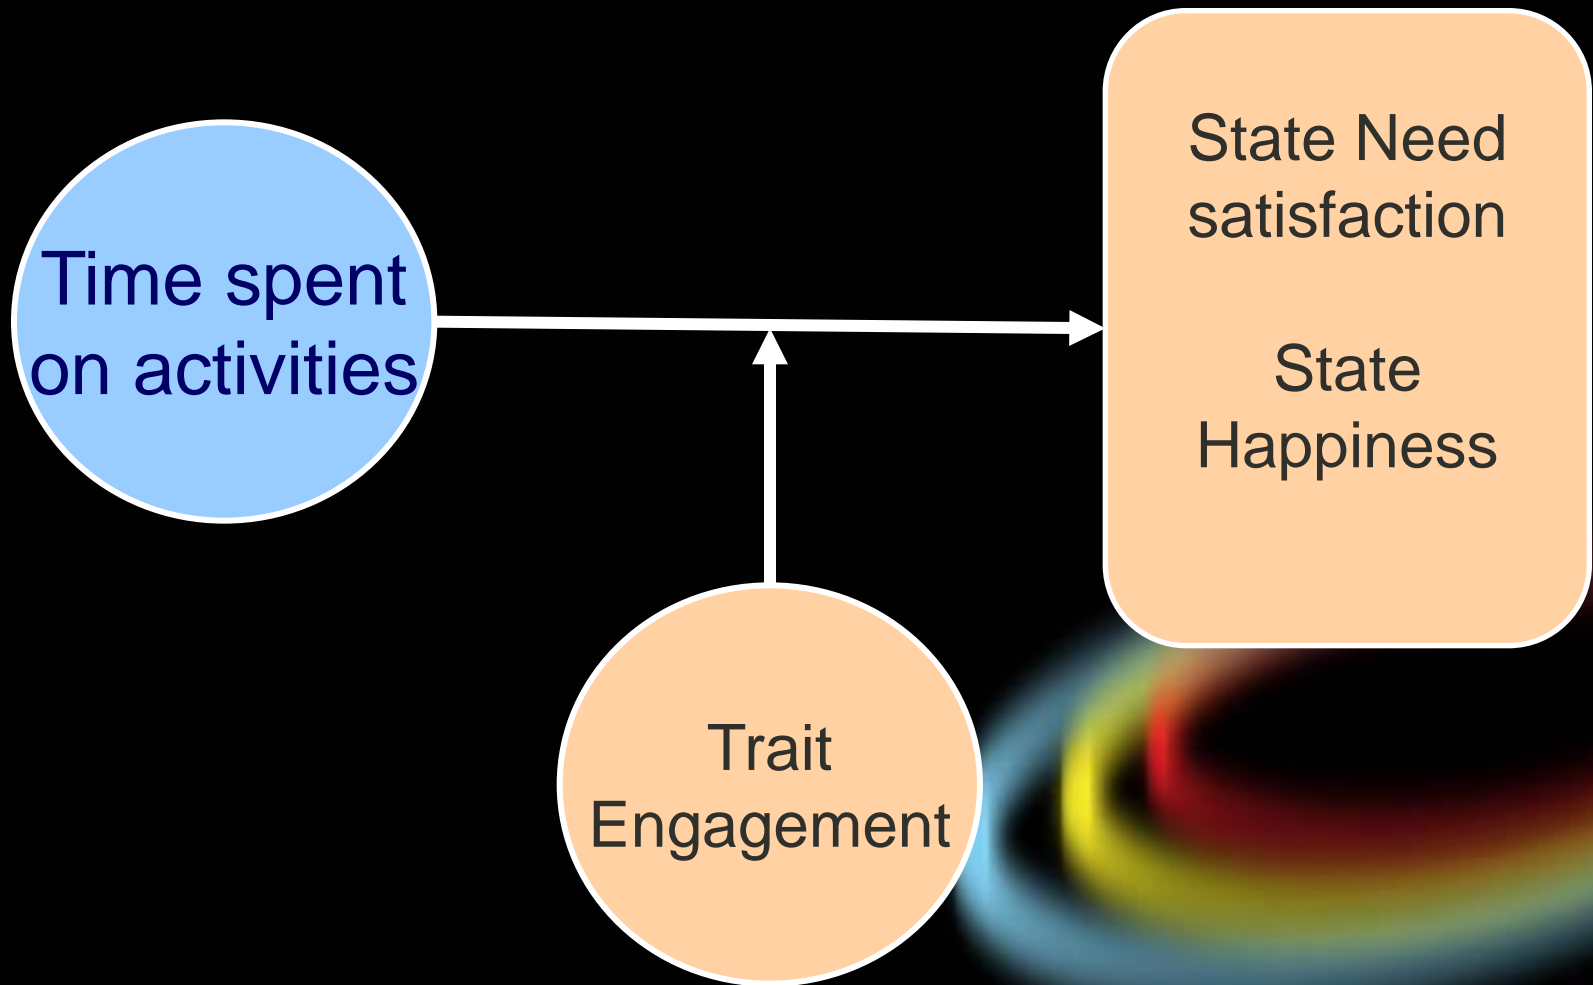 Time spent
on activities
State Need
satisfaction
State
Happiness
Trait
Engagement